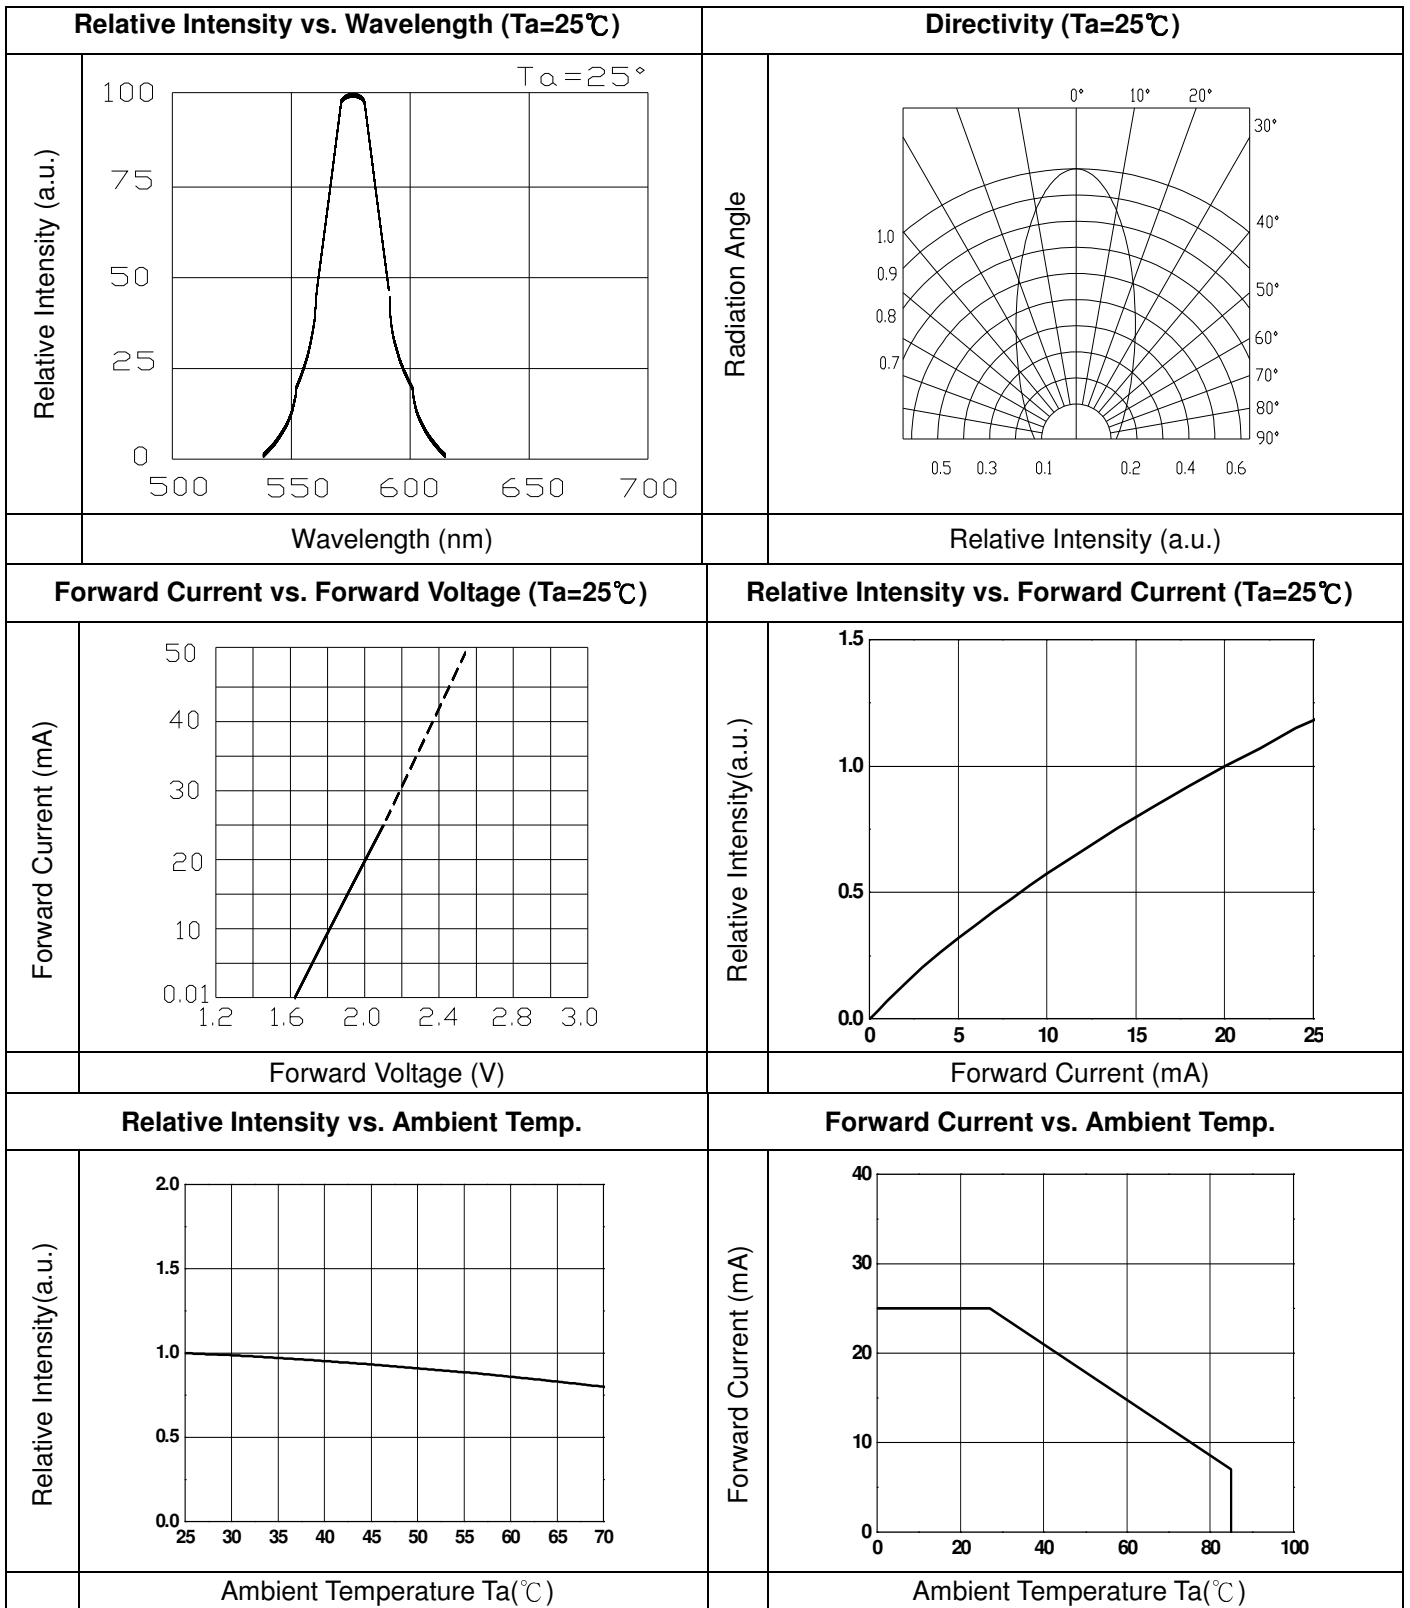 Relative Intensity vs. Wavelength (Ta=25℃)
Directivity (Ta=25℃)
Relative Intensity (a.u.)
Ta=25°
100
75
50
25
0
500 550 600 650 700
Wavelength (nm)
Radiation Angle
0° 10° 20°
30°
40°
50°
60°
70°
80°
90°
1.0
0.9
0.8
0.7
0.5 0.3 0.1 0.2 0.4 0.6
Relative Intensity (a.u.)
Forward Current vs. Forward Voltage (Ta=25℃)
Relative Intensity vs. Forward Current (Ta=25℃)
Forward Current (mA)
50
40
30
20
10
0.01
1.2 1.6 2.0 2.4 2.8 3.0
Forward Voltage (V)
Relative Intensity(a.u.)
1.5
1.0
0.5
0.0
0 5 10 15 20 25
Forward Current (mA)
Relative Intensity vs. Ambient Temp.
Forward Current vs. Ambient Temp.
Relative Intensity(a.u.)
2.0
1.5
1.0
0.5
0.0
25 30 35 40 45 50 55 60 65 70
Ambient Temperature Ta(℃)
Forward Current (mA)
40
30
20
10
0
0 20 40 60 80 100
Ambient Temperature Ta(℃)